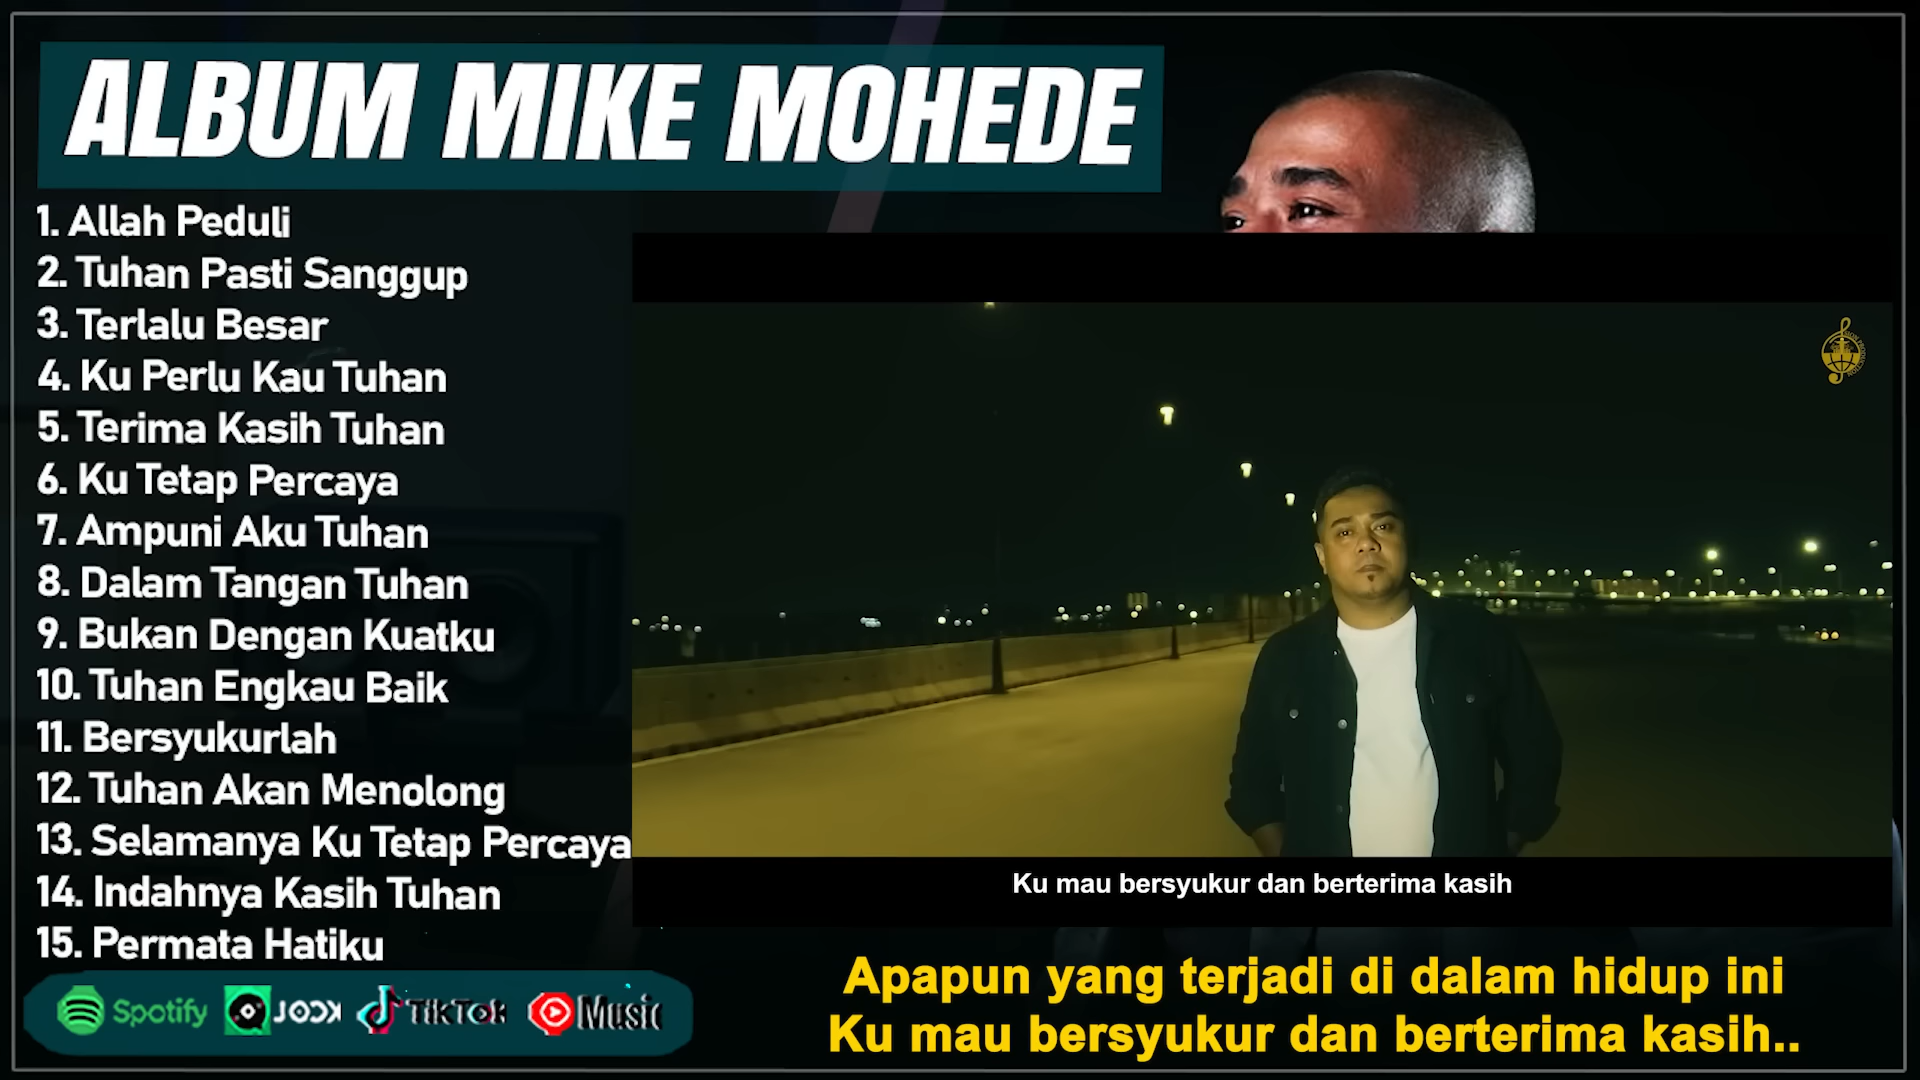 ALBUM MIKE MOHEDE
1. Allah Peduli
2. Tuhan Pasti Sanggup
3. Terlalu Besar
4. Ku Perlu Kau Tuhan
5. Terima Kasih Tuhan
6. Ku Tetap Percaya
7. Ampuni Aku Tuhan
8. Dalam Tangan Tuhan
9. Bukan Dengan Kuatku
10. Tuhan Engkau Baik
11. Bersyukurlah
12. Tuhan Akan Menolong
13. Selamanya Ku Tetap Percaya
14. Indahnya Kasih Tuhan
15. Permata Hatiku
Spotify JOOX TikTok Music
Ku mau bersyukur dan berterima kasih
Apapun yang terjadi di dalam hidup ini
Ku mau bersyukur dan berterima kasih..